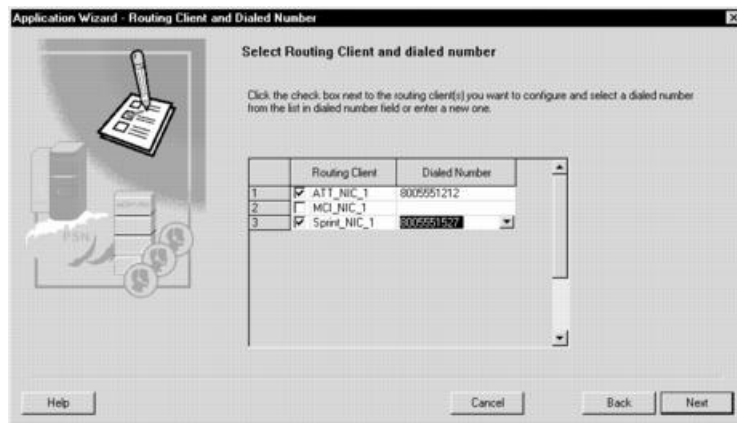 Application Wizard - Routing Client and Dialed Number
Select Routing Client and dialed number
Click the check box next to the routing client(s) you want to configure and select a dialed number
from the list in dialed number field or enter a new one.
Routing Client Dialed Number
1 ATT_NIC_1 8005551212
2 MCI_NIC_1
3 Sprint_NIC_1 8005551527
PSN
Help Cancel Back Next